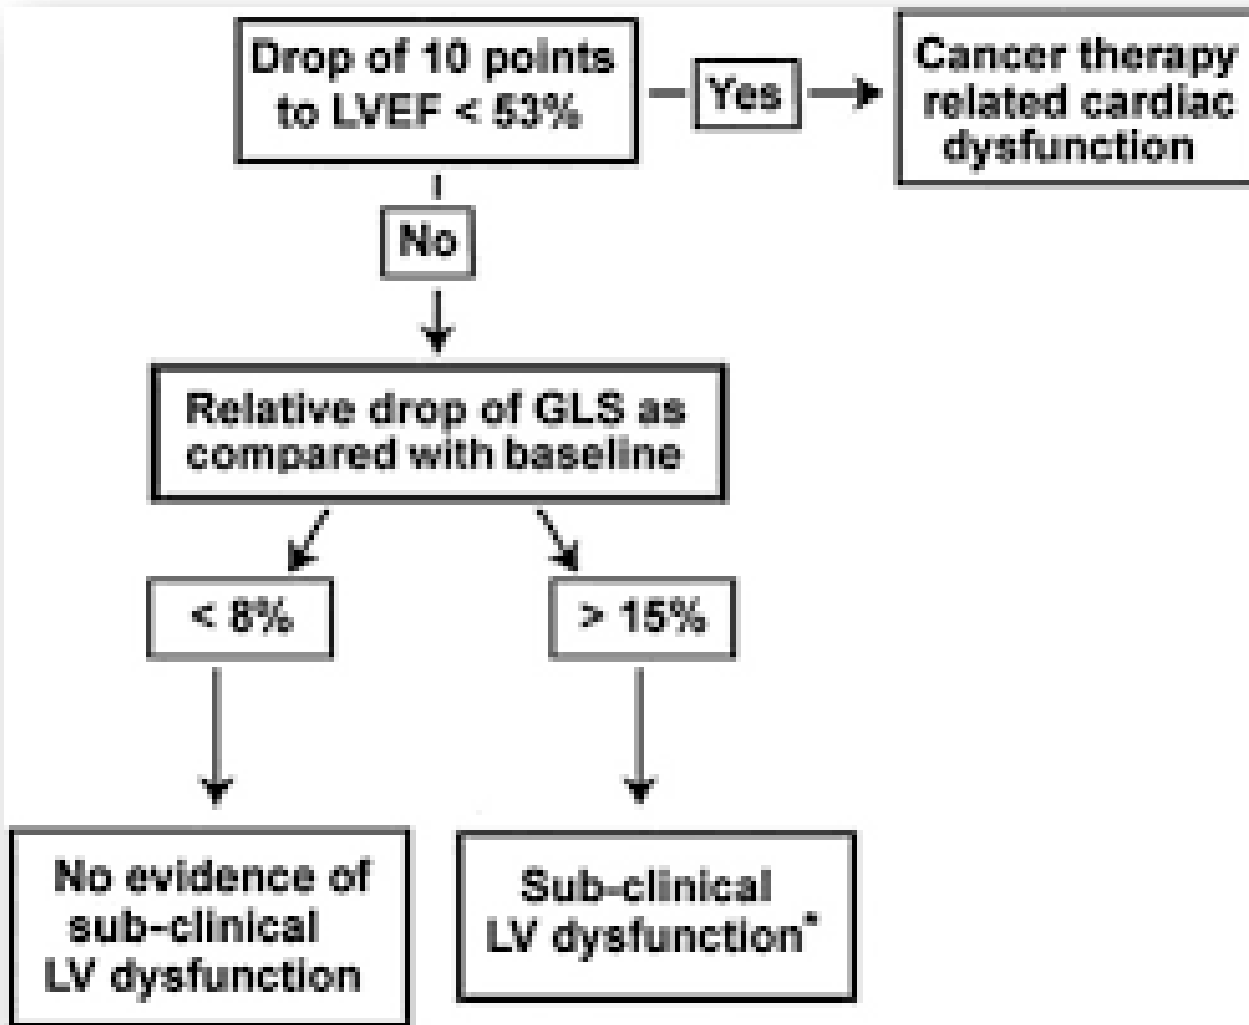 Drop of 10 points
to LVEF < 53%
Yes
Cancer therapy
related cardiac
dysfunction
No
Relative drop of GLS as
compared with baseline
< 8%
> 15%
No evidence of
sub-clinical
LV dysfunction
Sub-clinical
LV dysfunction*